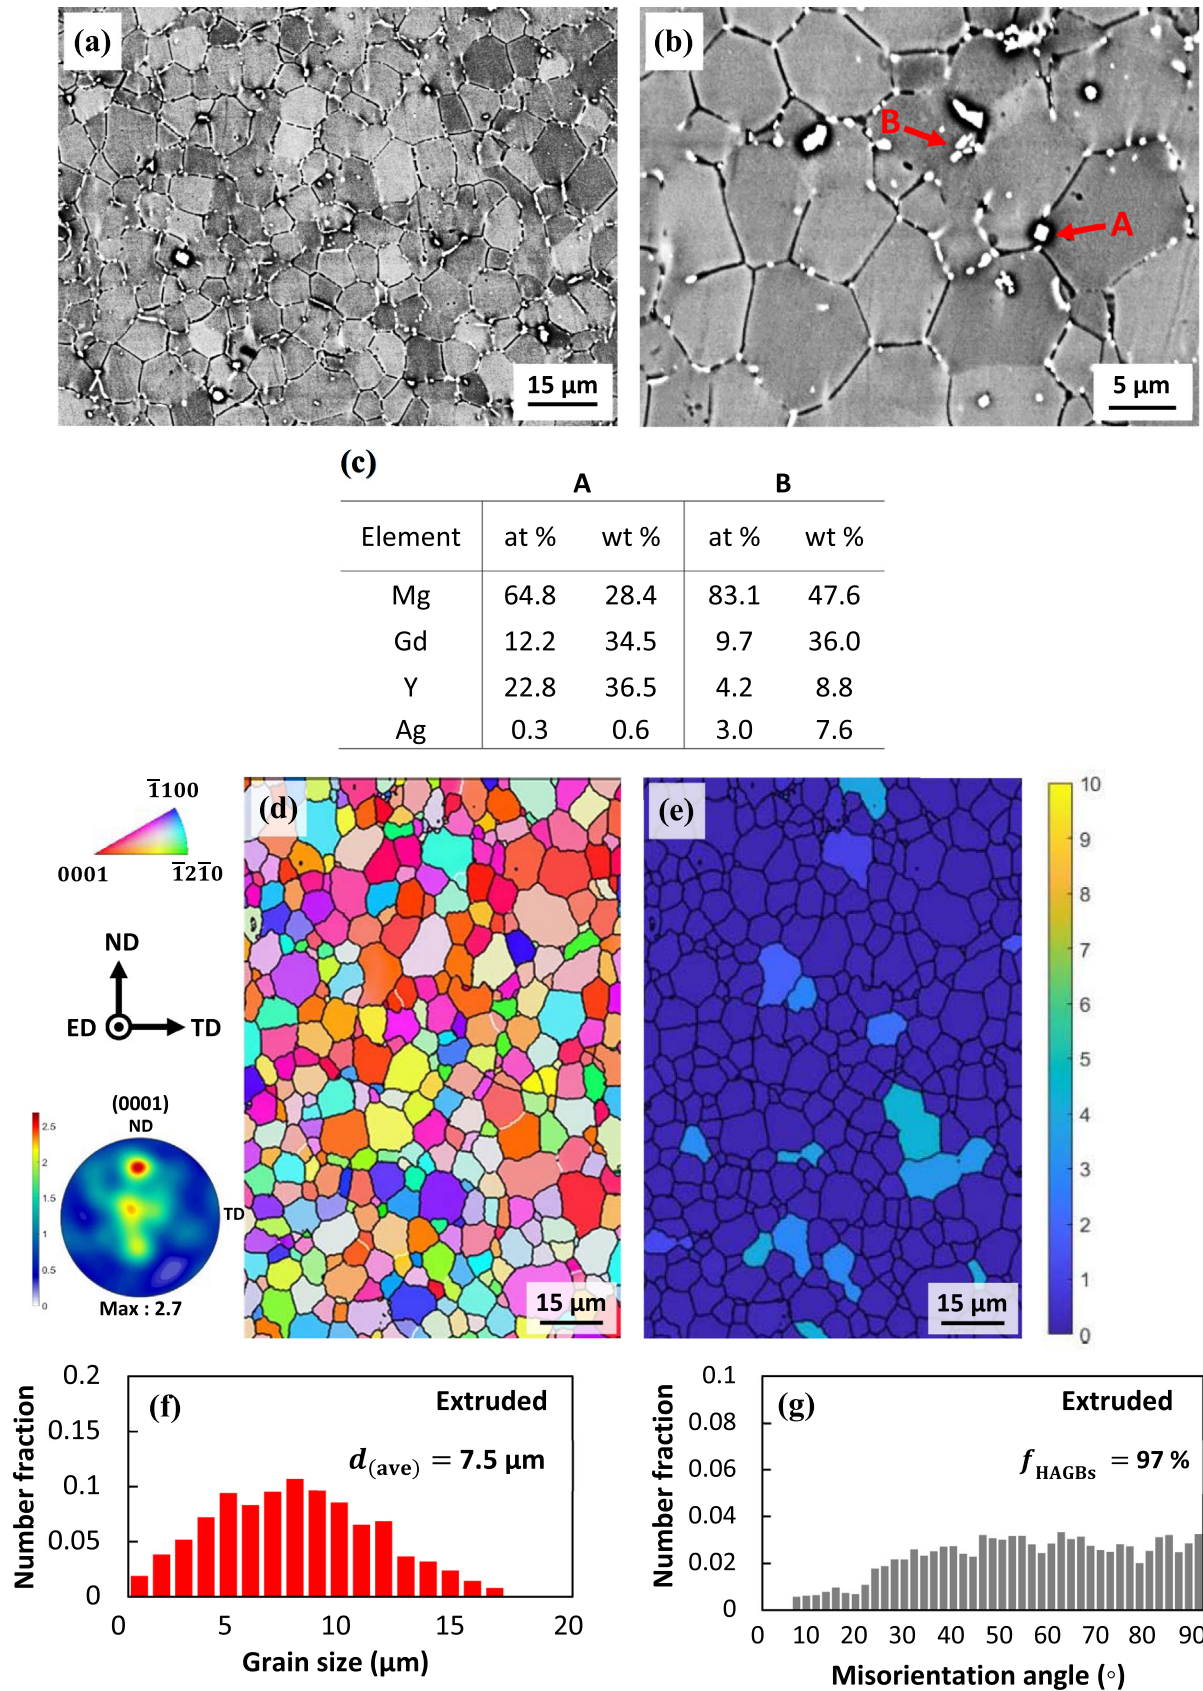 (a)
15 μm
(b)
B
A
5 μm
(c)
A B
Element at % wt % at % wt %
Mg 64.8 28.4 83.1 47.6
Gd 12.2 34.5 9.7 36.0
Y 22.8 36.5 4.2 8.8
Ag 0.3 0.6 3.0 7.6
1̅100
0001
1̅21̅0
ND
ED
TD
(0001)
ND
TD
2.5
2
1.5
1
0.5
0
Max : 2.7
(d)
15 μm
(e)
15 μm
10
9
8
7
6
5
4
3
2
1
0
(f)
Extruded
d(ave) = 7.5 μm
Number fraction
0.2
0.15
0.1
0.05
0
0 5 10 15 20
Grain size (μm)
(g)
Extruded
fHAGBs = 97 %
Number fraction
0.1
0.08
0.06
0.04
0.02
0
0 10 20 30 40 50 60 70 80 90
Misorientation angle (◦)